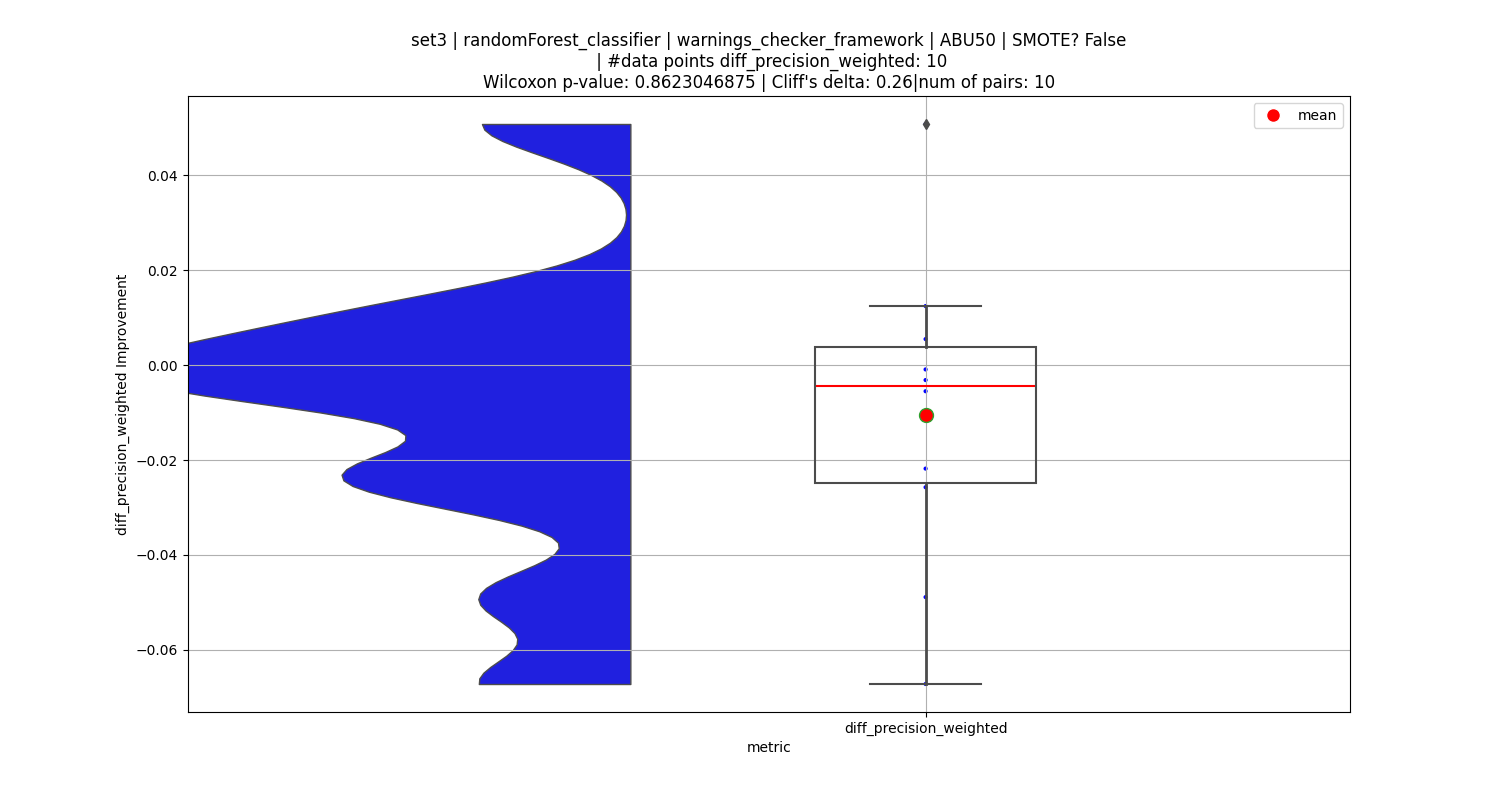 set3 | randomForest_classifier | warnings_checker_framework | ABU50 | SMOTE? False
| #data points diff_precision_weighted: 10
Wilcoxon p-value: 0.8623046875 | Cliff's delta: 0.26|num of pairs: 10
mean
0.04
0.02
0.00
−0.02
−0.04
−0.06
diff_precision_weighted Improvement
diff_precision_weighted
metric